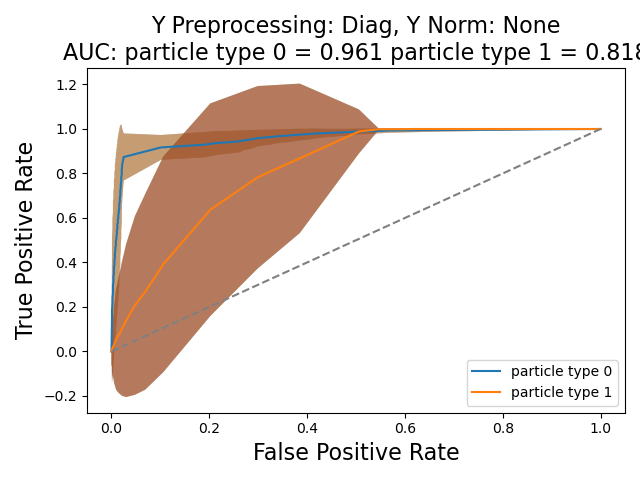 Y Preprocessing: Diag, Y Norm: None
AUC: particle type 0 = 0.961 particle type 1 = 0.818
1.2
1.0
0.8
0.6
0.4
0.2
0.0
−0.2
True Positive Rate
particle type 0
particle type 1
0.0 0.2 0.4 0.6 0.8 1.0
False Positive Rate